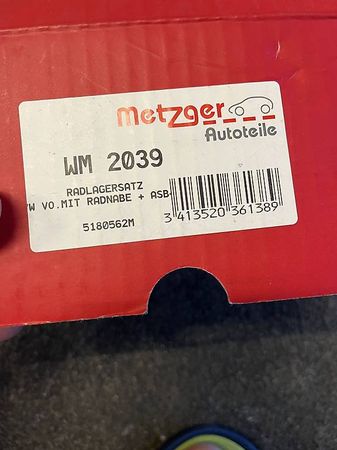 metzger
Autoteile
WM 2039
RADLAGERSATZ
VO.MIT RADNABE + ASB
3 413520 361389
5180562M